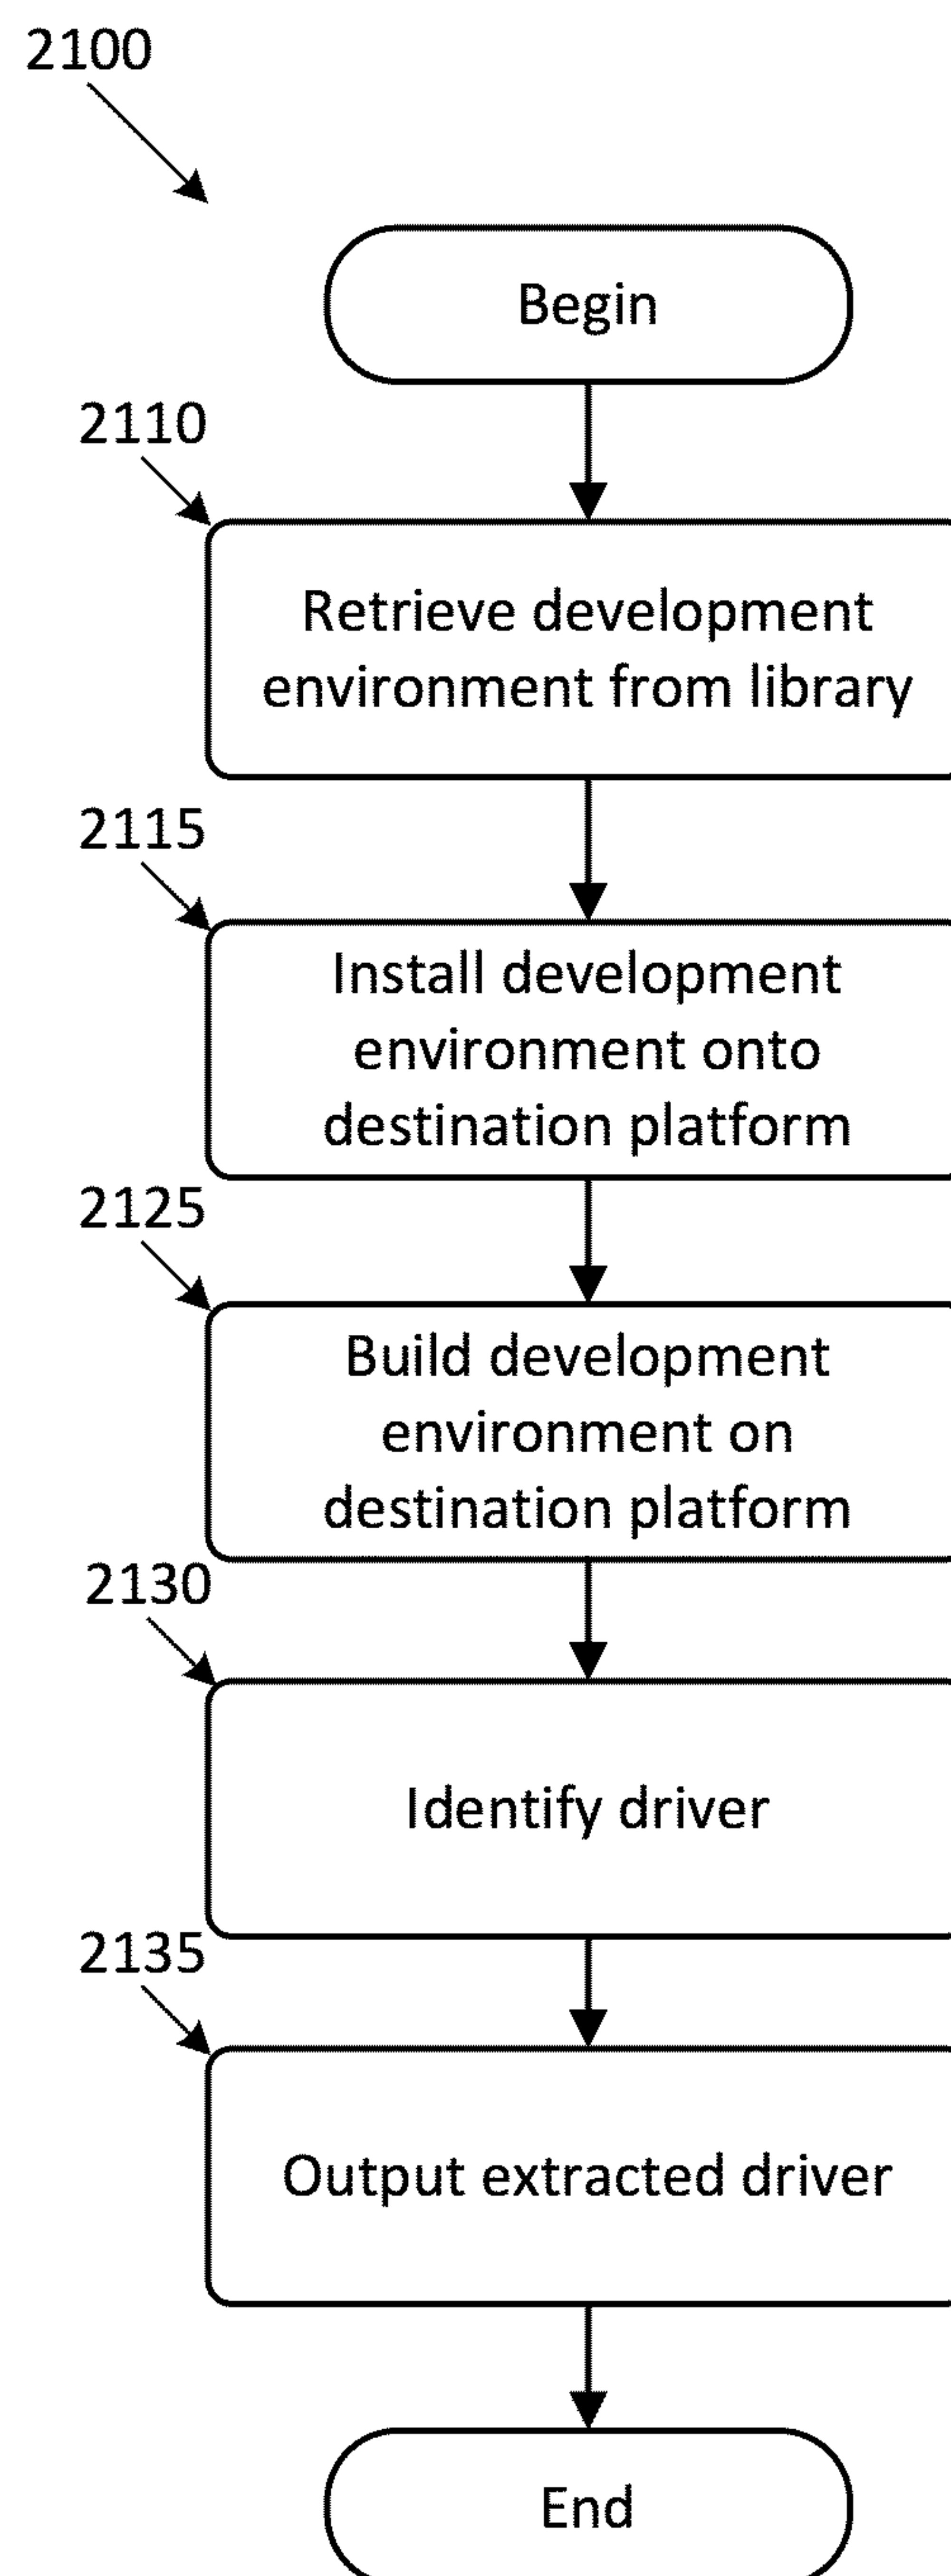 2100
Begin
2110
Retrieve development
environment from library
2115
Install development
environment onto
destination platform
2125
Build development
environment on
destination platform
2130
Identify driver
2135
Output extracted driver
End